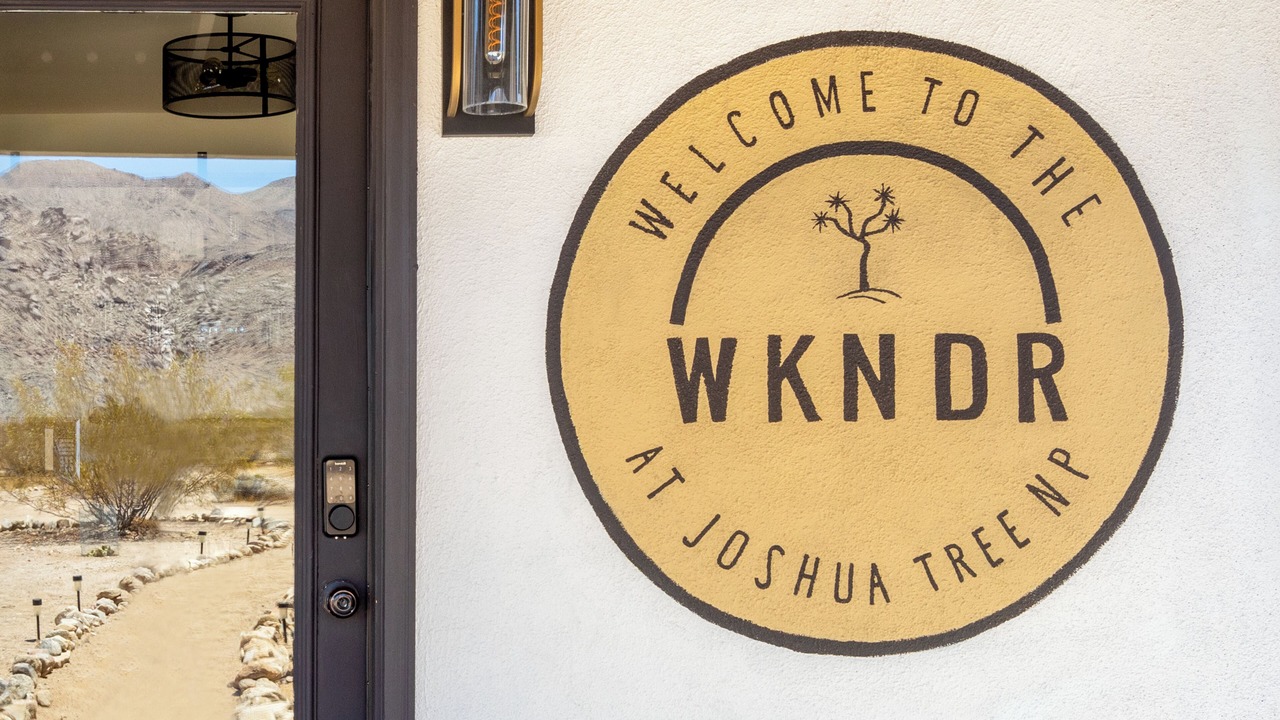 WELCOME TO THE
WKNDR
AT JOSHUA TREE NP